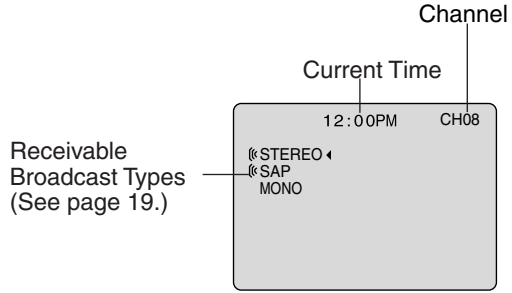 Channel
Current Time
12:00PM CH08
Receivable
Broadcast Types
(See page 19.)
STEREO
SAP
MONO